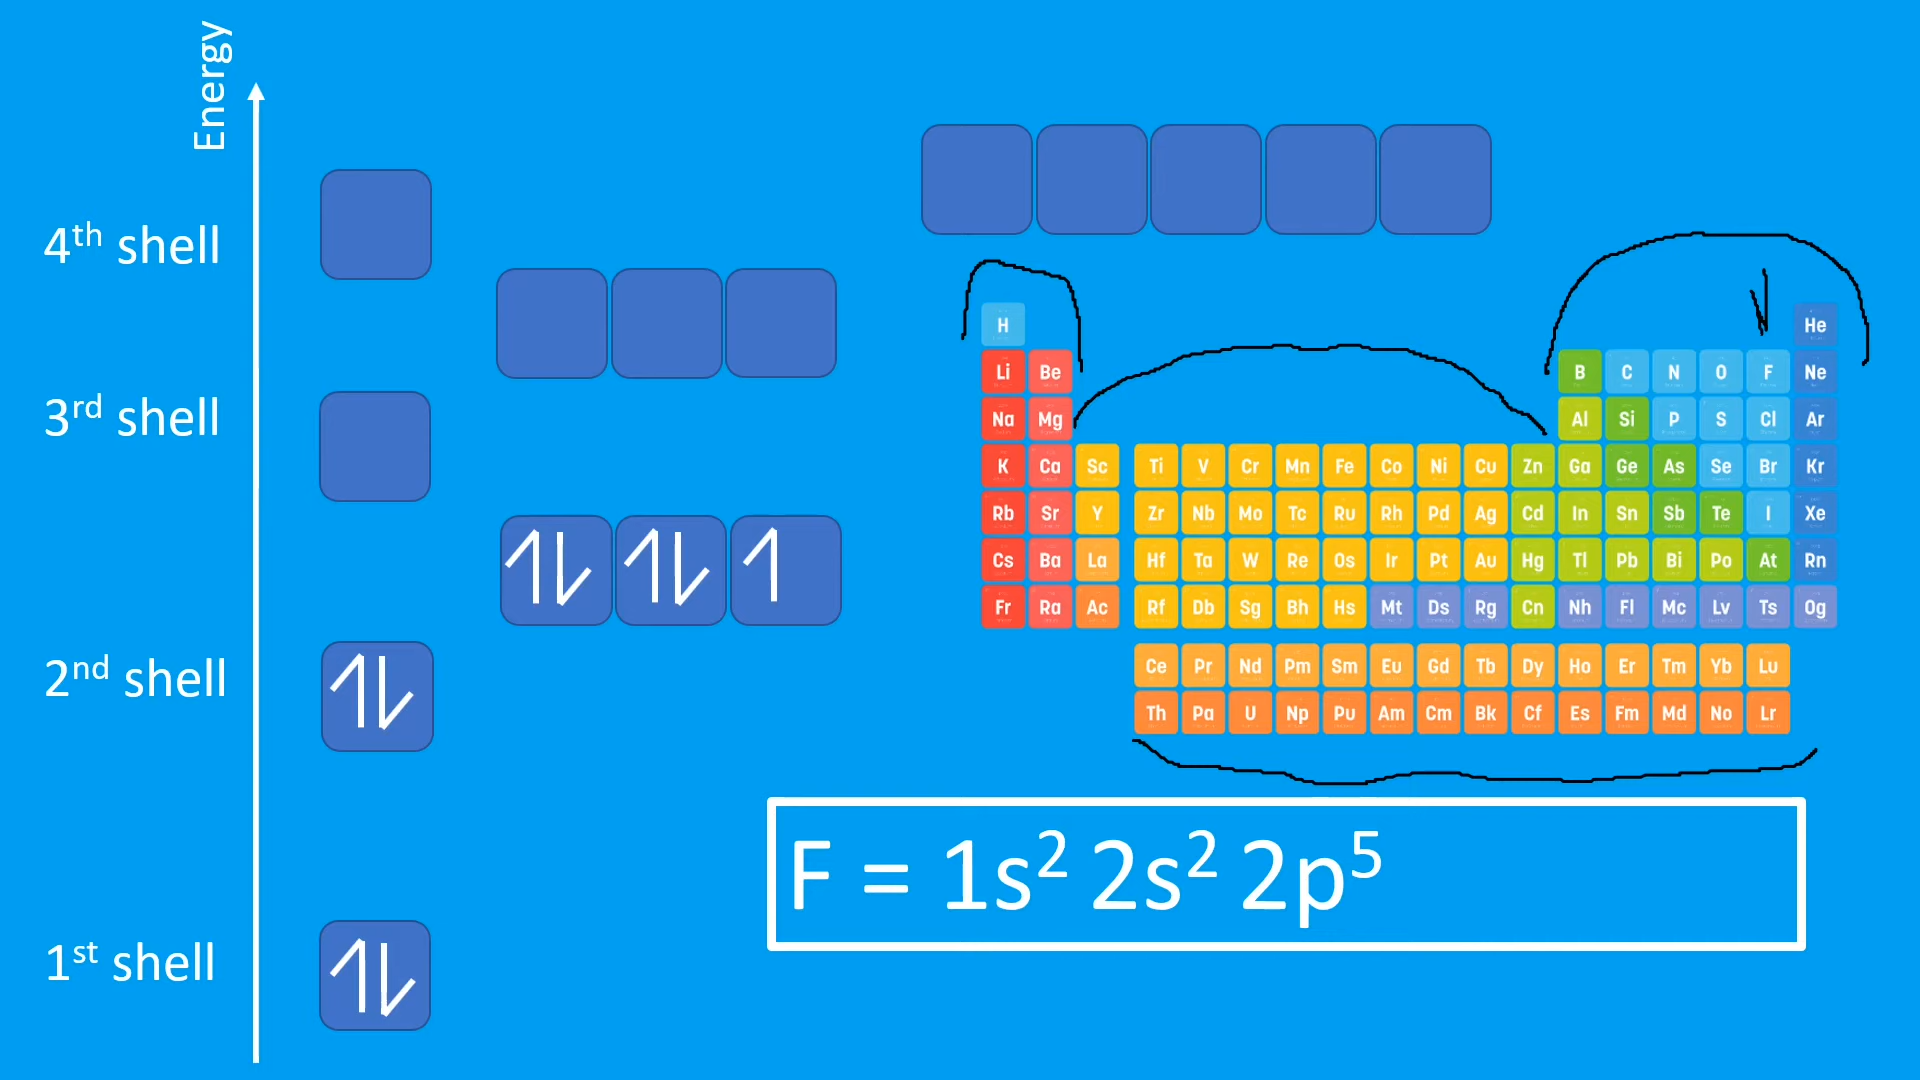 Energy
4th shell
3rd shell
2nd shell
1st shell
H He
Li Be B C N O F Ne
Na Mg Al Si P S Cl Ar
K Ca Sc Ti V Cr Mn Fe Co Ni Cu Zn Ga Ge As Se Br Kr
Rb Sr Y Zr Nb Mo Tc Ru Rh Pd Ag Cd In Sn Sb Te I Xe
Cs Ba La Hf Ta W Re Os Ir Pt Au Hg Tl Pb Bi Po At Rn
Fr Ra Ac Rf Db Sg Bh Hs Mt Ds Rg Cn Nh Fl Mc Lv Ts Og
Ce Pr Nd Pm Sm Eu Gd Tb Dy Ho Er Tm Yb Lu
Th Pa U Np Pu Am Cm Bk Cf Es Fm Md No Lr
F = 1s² 2s² 2p⁵